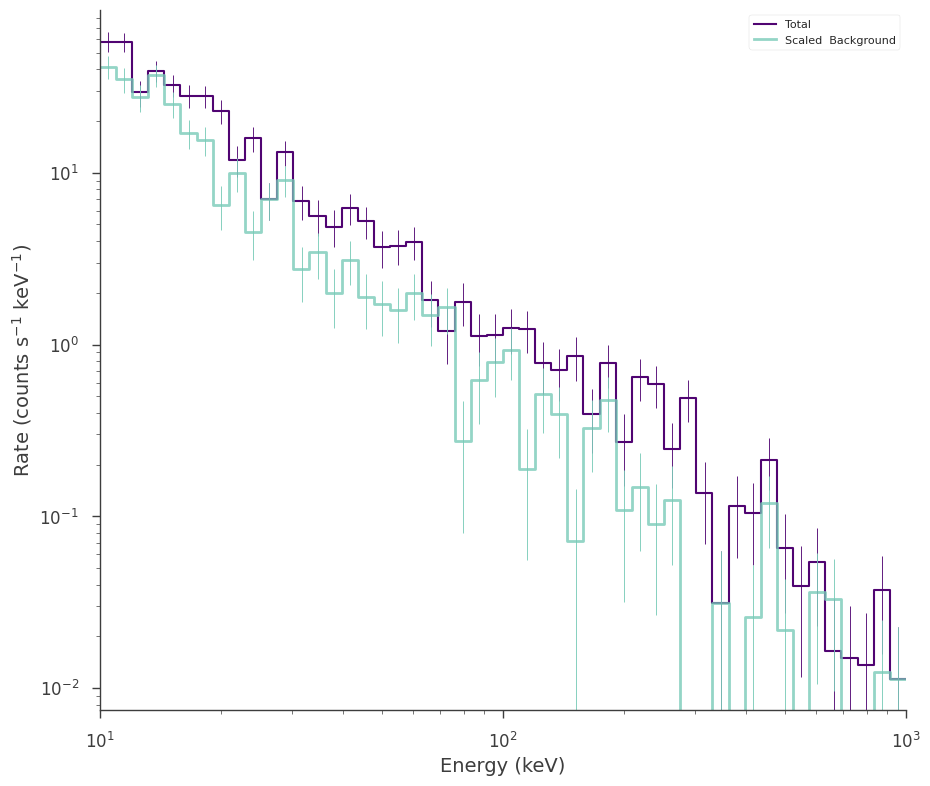 Total
Scaled  Background
10¹
10⁰
10⁻¹
10⁻²
Rate (counts s⁻¹ keV⁻¹)
10¹
10²
10³
Energy (keV)